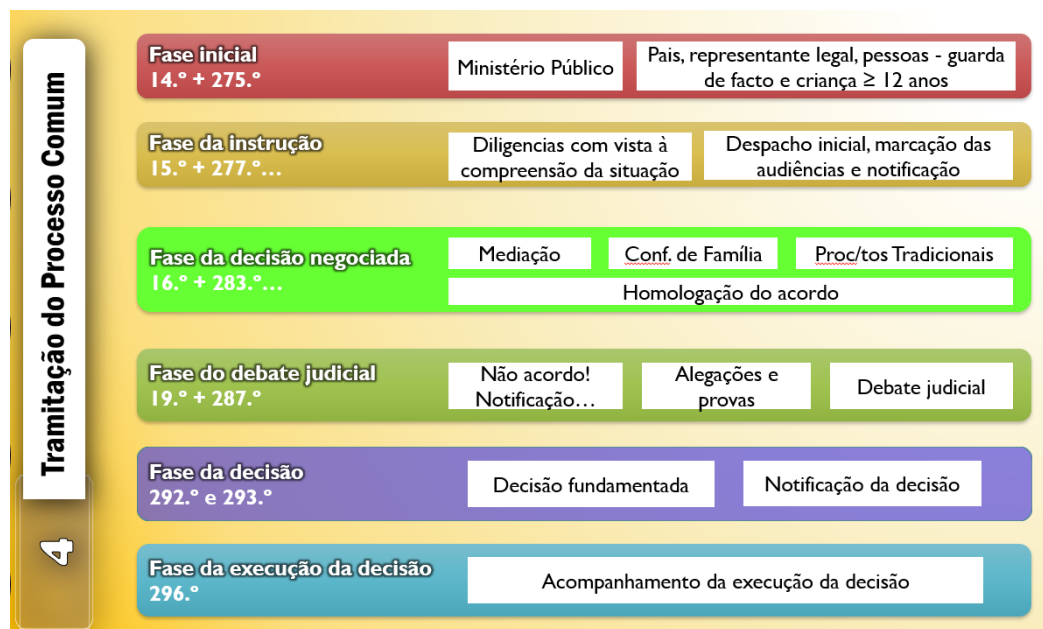 Tramitação do Processo Comum
4
Fase inicial
14.º + 275.º
Ministério Público
Pais, representante legal, pessoas - guarda
de facto e criança ≥ 12 anos
Fase da instrução
15.º + 277.º...
Diligencias com vista à
compreensão da situação
Despacho inicial, marcação das
audiências e notificação
Fase da decisão negociada
16.º + 283.º...
Mediação
Conf. de Família
Proc/tos Tradicionais
Homologação do acordo
Fase do debate judicial
19.º + 287.º
Não acordo!
Notificação...
Alegações e
provas
Debate judicial
Fase da decisão
292.º e 293.º
Decisão fundamentada
Notificação da decisão
Fase da execução da decisão
296.º
Acompanhamento da execução da decisão